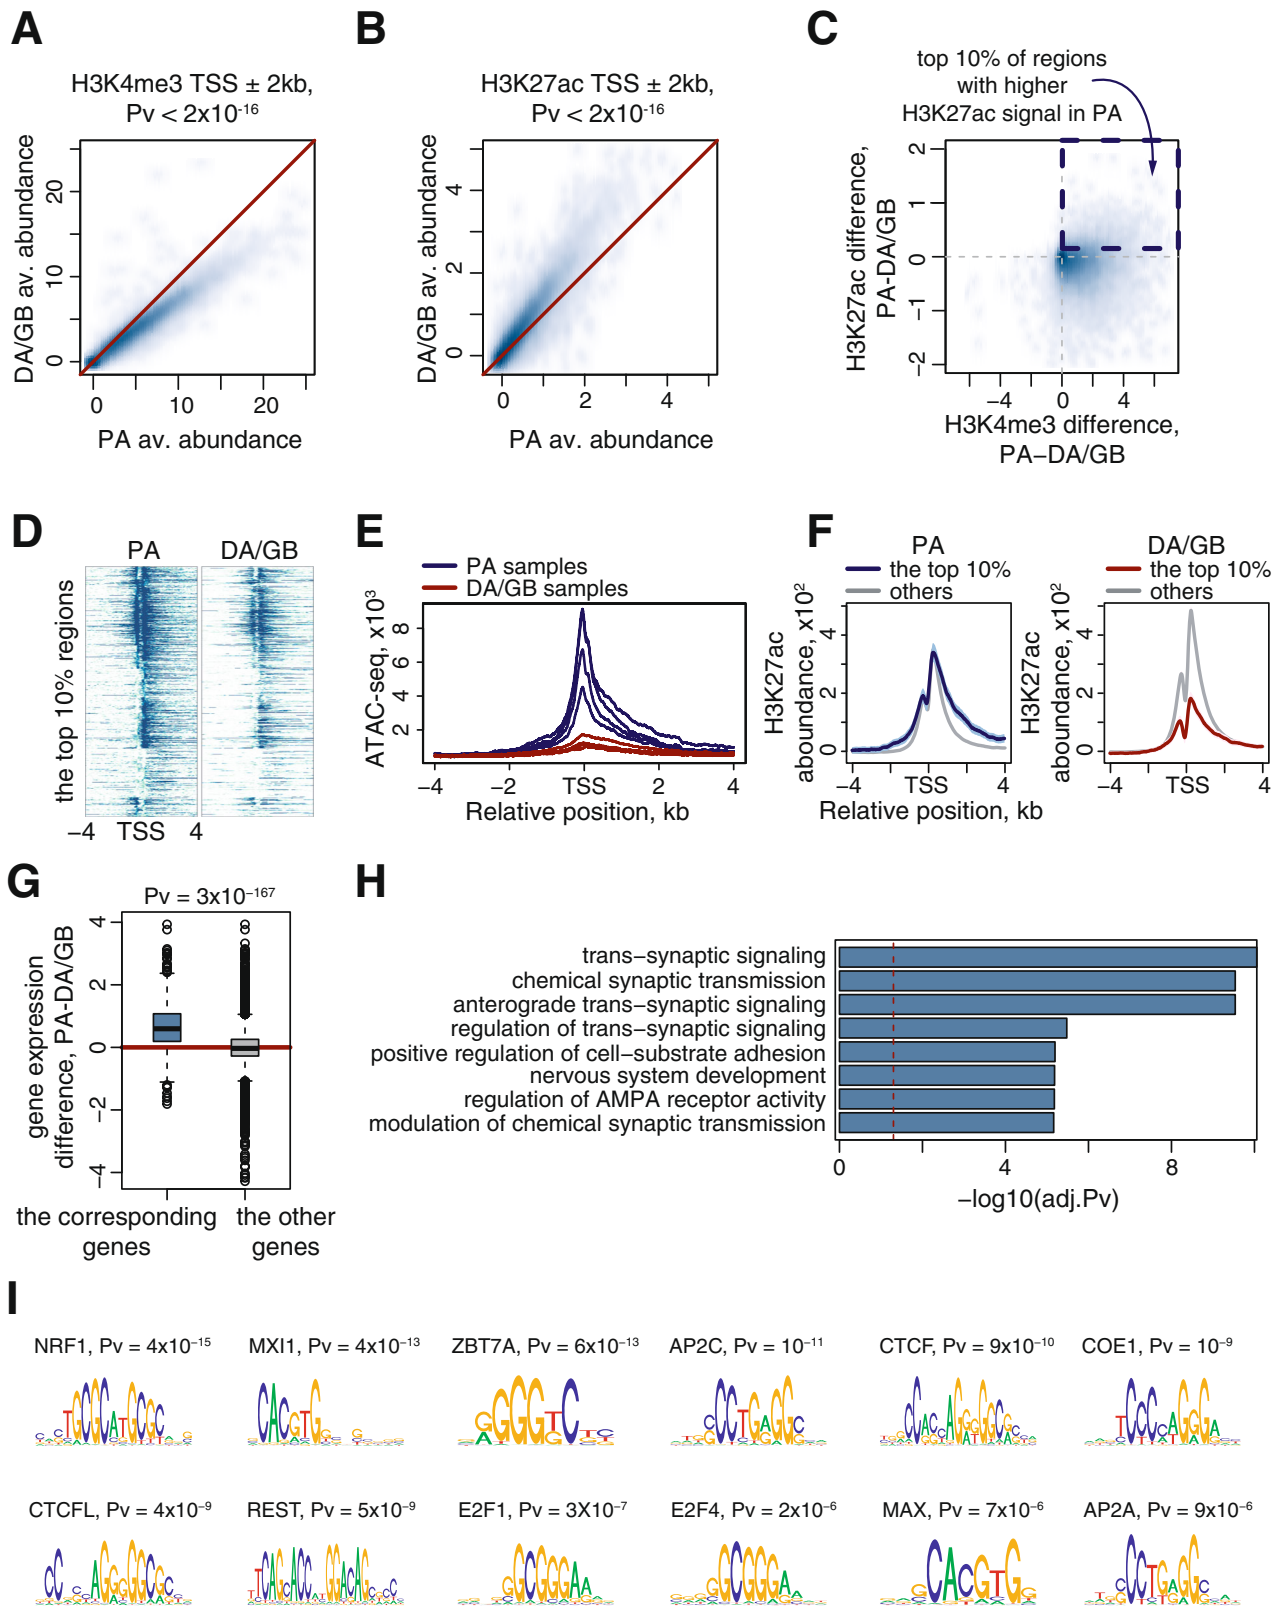 A
H3K4me3 TSS ± 2kb,
Pv < 2x10-16
DA/GB av. abundance
20
10
0
0 10 20
PA av. abundance
B
H3K27ac TSS ± 2kb,
Pv < 2x10-16
DA/GB av. abundance
4
2
0
0 2 4
PA av. abundance
C
top 10% of regions
with higher
H3K27ac signal in PA
H3K27ac difference,
PA-DA/GB
2
1
0
-1
-2
−4 0 4
H3K4me3 difference,
PA−DA/GB
D
PA DA/GB
the top 10% regions
−4 TSS 4
E
PA samples
DA/GB samples
ATAC-seq, x10³
8
6
4
2
−4 −2 TSS 2 4
Relative position, kb
F
PA
the top 10%
others
H3K27ac
aboundance, x10²
4
2
0
−4 TSS 4
Relative position, kb
DA/GB
the top 10%
others
H3K27ac
aboundance, x10²
4
2
0
−4 TSS 4
G
Pv = 3x10−167
gene expression
difference, PA-DA/GB
4
2
0
-2
−4
the corresponding
genes
the other
genes
H
trans−synaptic signaling
chemical synaptic transmission
anterograde trans−synaptic signaling
regulation of trans−synaptic signaling
positive regulation of cell−substrate adhesion
nervous system development
regulation of AMPA receptor activity
modulation of chemical synaptic transmission
0 4 8
−log10(adj.Pv)
I
NRF1, Pv = 4x10−15
MXI1, Pv = 4x10−13
ZBT7A, Pv = 6x10−13
AP2C, Pv = 10−11
CTCF, Pv = 9x10−10
COE1, Pv = 10−9
CTCFL, Pv = 4x10−9
REST, Pv = 5x10−9
E2F1, Pv = 3X10−7
E2F4, Pv = 2x10−6
MAX, Pv = 7x10−6
AP2A, Pv = 9x10−6